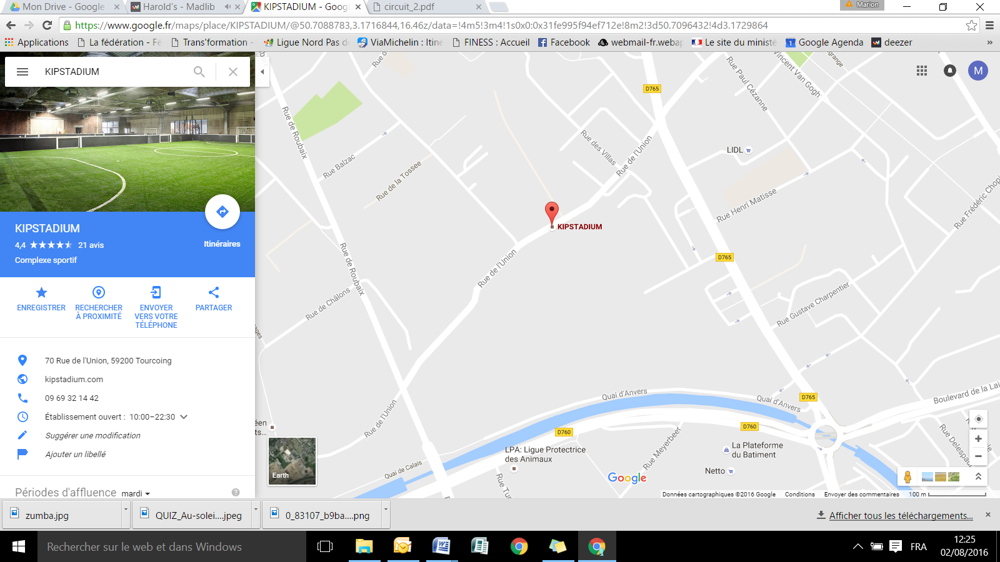 Mon Drive - Google
Harold's - Madlib
KIPSTADIUM - Goog
circuit_2.pdf
Marion
https://www.google.fr/maps/place/KIPSTADIUM/@50.7088783,3.1716844,16.46z/data=!4m5!3m4!1s0x0:0x31fe995f94ef712e!8m2!3d50.7096432!4d3.1729864
Applications
La fédération - Fé
Trans'formation -
Ligue Nord Pas de
ViaMichelin : Itiné
FINESS : Accueil
Facebook
webmail-fr.webap
Le site du ministè
Google Agenda
deezer
»
KIPSTADIUM
M
KIPSTADIUM
4,4
21 avis
Complexe sportif
Itinéraires
ENREGISTRER
RECHERCHER
À PROXIMITÉ
ENVOYER
VERS VOTRE
TÉLÉPHONE
PARTAGER
70 Rue de l'Union, 59200 Tourcoing
kipstadium.com
09 69 32 14 42
Établissement ouvert : 10:00–22:30
Suggérer une modification
Ajouter un libellé
Périodes d'affluence mardi
?
Rue de Roubaix
Rue Balzac
Rue de la Tossee
Rue des Villas
Rue de l'Union
D765
Rue Paul Cézanne
Vincent Van Gogh
LIDL
Rue Henri Matisse
Rue Frédéric Chopi
KIPSTADIUM
D765
Rue de Roubaix
Rue de l'Union
Rue de Châlons
Rue Gustave Charpentier
Quai d'Anvers
Quai d'Anvers
D765
Boulevard de la Lai
Rue de l'Union
D760
D760
Rue Meyerbeer
LPA: Ligue Protectrice
des Animaux
La Plateforme
du Batiment
Netto
Rue Delespau
Quai de Calais
Rue Tu
éen
ts...
Earth
Google
Données cartographiques ©2016 Google
Conditions
Envoyer des commentaires
100 m
zumba.jpg
QUIZ_Au-solei....jpeg
0_83107_b9ba....png
Afficher tous les téléchargements...
Rechercher sur le web et dans Windows
FRA
12:25
02/08/2016